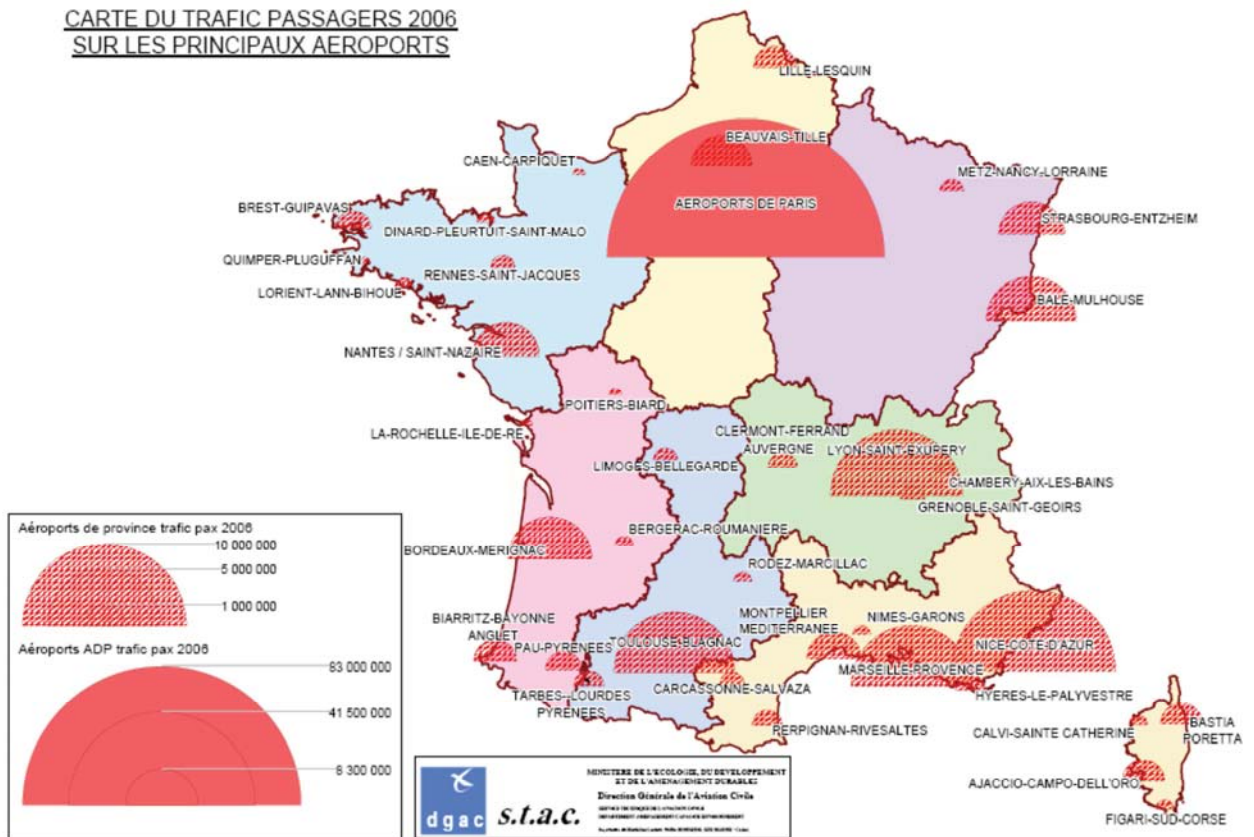 CARTE DU TRAFIC PASSAGERS 2006
SUR LES PRINCIPAUX AEROPORTS
LILLE-LESQUIN
BEAUVAIS-TILLE
CAEN-CARPIQUET
METZ-NANCY-LORRAINE
AEROPORTS DE PARIS
BREST-GUIPAVAS
STRASBOURG-ENTZHEIM
DINARD-PLEURTUIT-SAINT-MALO
QUIMPER-PLUGUFFAN
RENNES-SAINT-JACQUES
LORIENT-LANN-BIHOUE
BALE-MULHOUSE
NANTES / SAINT-NAZAIRE
POITIERS-BIARD
LA-ROCHELLE-ILE-DE-RE
CLERMONT-FERRAND
AUVERGNE
LYON-SAINT-EXUPERY
LIMOGES-BELLEGARDE
CHAMBERY-AIX-LES-BAINS
GRENOBLE-SAINT-GEOIRS
BERGERAC-ROUMANIERE
BORDEAUX-MERIGNAC
RODEZ-MARCILLAC
MONTPELLIER
MEDITERRANEE
NIMES-GARONS
BIARRITZ-BAYONNE
ANGLET
PAU-PYRENEES
TOULOUSE-BLAGNAC
NICE-COTE-D'AZUR
MARSEILLE-PROVENCE
TARBES-LOURDES
PYRENEES
CARCASSONNE-SALVAZA
HYERES-LE-PALYVESTRE
PERPIGNAN-RIVESALTES
CALVI-SAINTE CATHERINE
BASTIA
PORETTA
AJACCIO-CAMPO-DELL'ORO
FIGARI-SUD-CORSE
Aéroports de province trafic pax 2006
10 000 000
5 000 000
1 000 000
Aéroports ADP trafic pax 2006
83 000 000
41 500 000
8 300 000
dgac
s.t.a.c.
MINISTERE DE L'ECOLOGIE, DU DEVELOPPEMENT
ET DE L'AMENAGEMENT DURABLES
Direction Générale de l'Aviation Civile